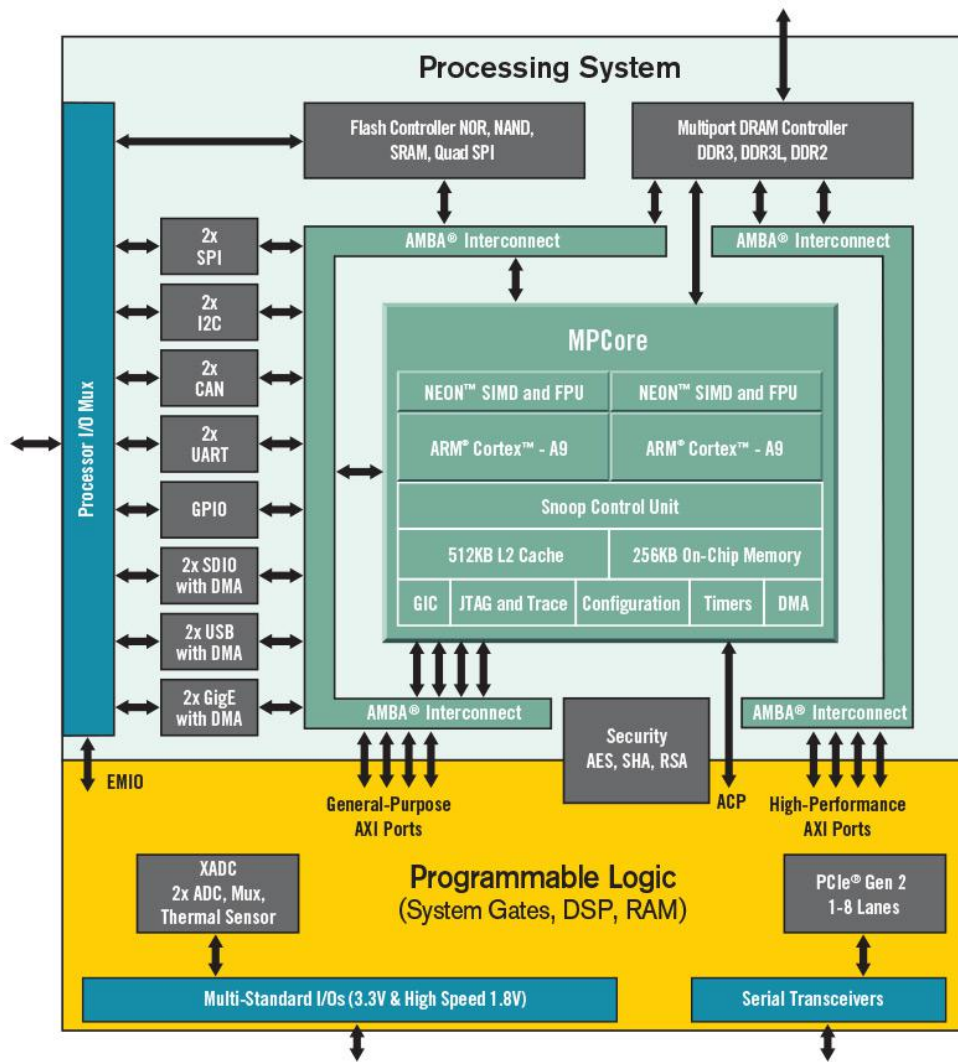 Processing System
Flash Controller NOR, NAND,
SRAM, Quad SPI
Multiport DRAM Controller
DDR3, DDR3L, DDR2
Processor I/O Mux
2x
SPI
2x
I2C
2x
CAN
2x
UART
GPIO
2x SDIO
with DMA
2x USB
with DMA
2x GigE
with DMA
AMBA® Interconnect
AMBA® Interconnect
MPCore
NEON™ SIMD and FPU
NEON™ SIMD and FPU
ARM® Cortex™ - A9
ARM® Cortex™ - A9
Snoop Control Unit
512KB L2 Cache
256KB On-Chip Memory
GIC
JTAG and Trace
Configuration
Timers
DMA
AMBA® Interconnect
AMBA® Interconnect
Security
AES, SHA, RSA
EMIO
General-Purpose
AXI Ports
ACP
High-Performance
AXI Ports
XADC
2x ADC, Mux,
Thermal Sensor
Programmable Logic
(System Gates, DSP, RAM)
PCIe® Gen 2
1-8 Lanes
Multi-Standard I/Os (3.3V & High Speed 1.8V)
Serial Transceivers